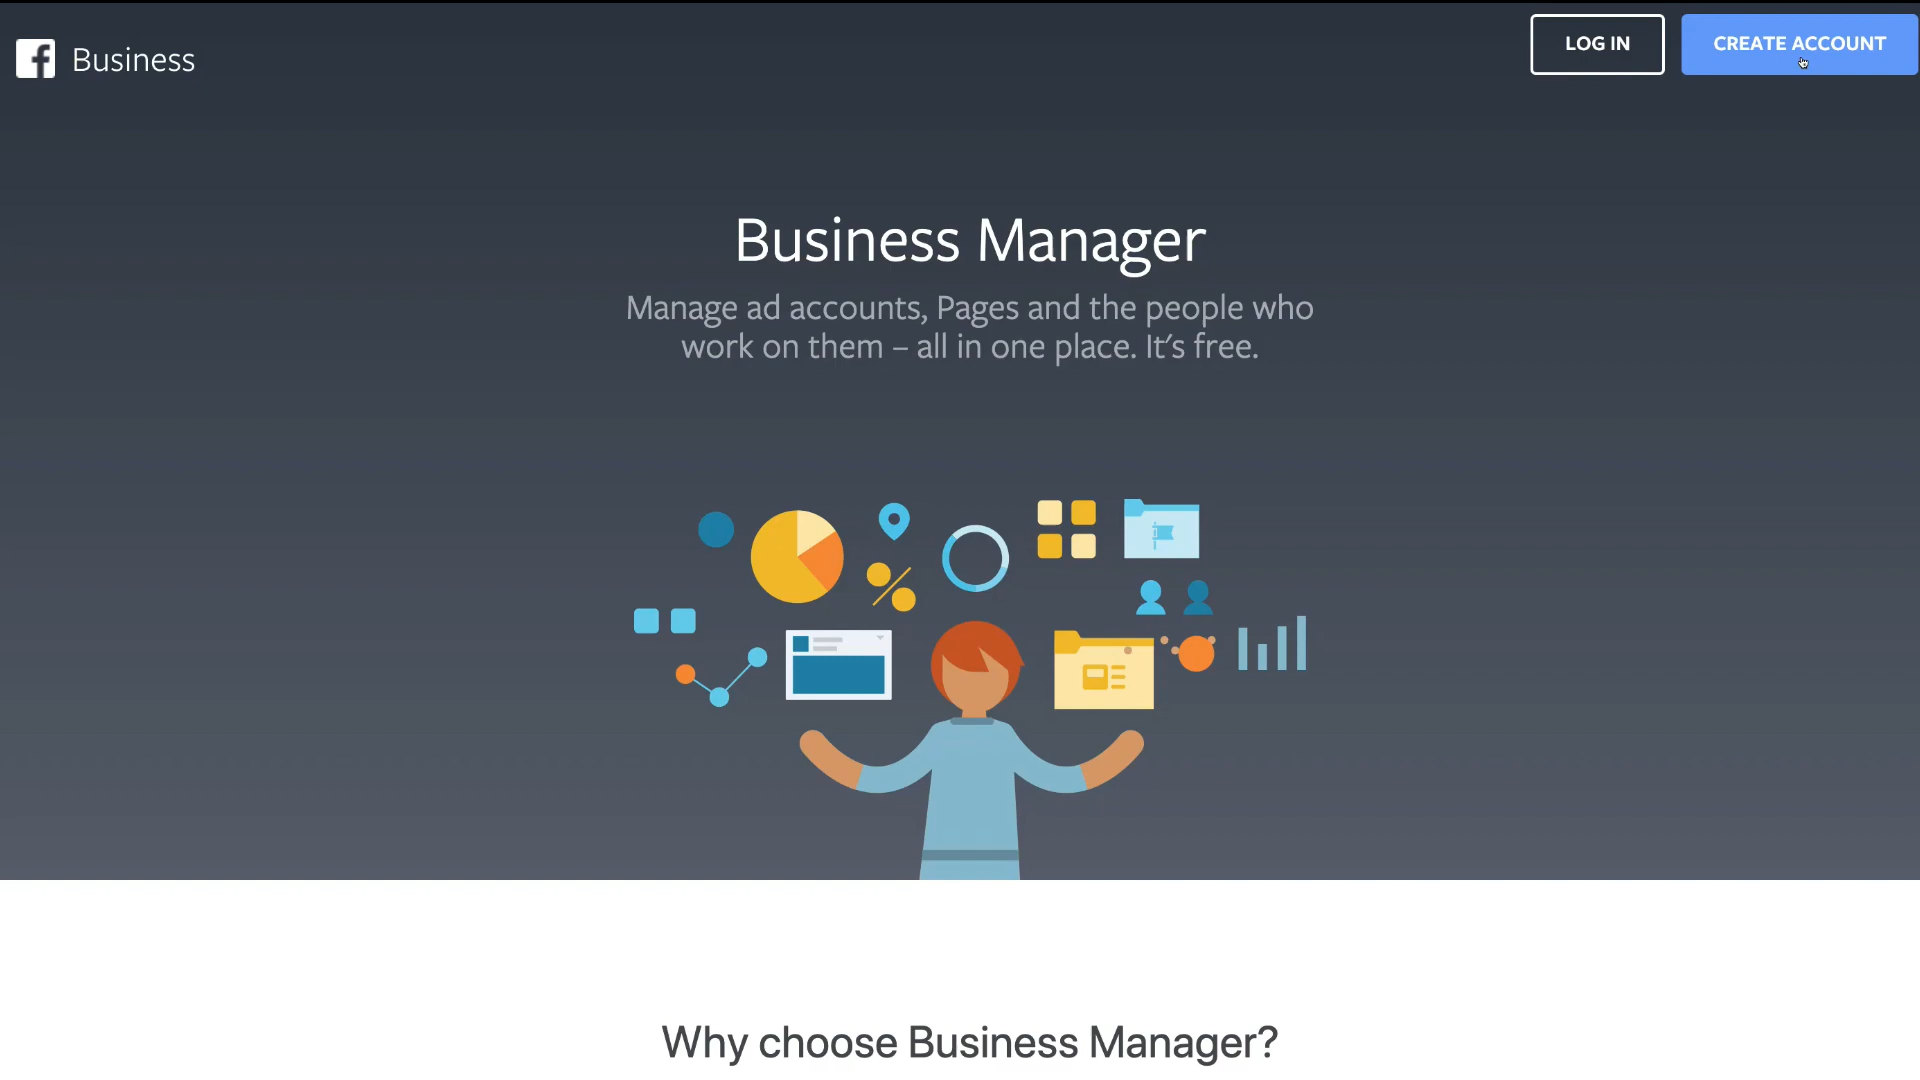 Business
LOG IN
CREATE ACCOUNT
Business Manager
Manage ad accounts, Pages and the people who
work on them – all in one place. It's free.
Why choose Business Manager?